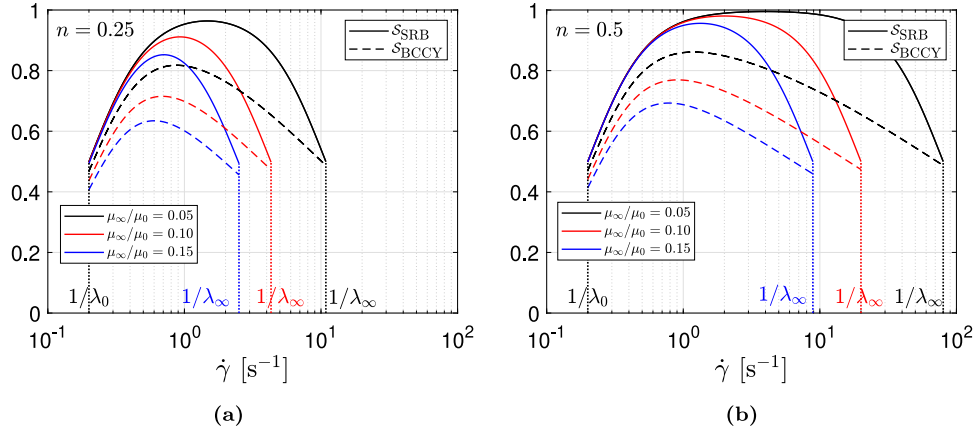 n = 0.25
S_SRB
S_BCCY
1
0.8
0.6
0.4
0.2
0
μ∞/μ0 = 0.05
μ∞/μ0 = 0.10
μ∞/μ0 = 0.15
1/λ0
1/λ∞
1/λ∞
1/λ∞
10^-1 10^0 10^1 10^2
γ̇ [s^-1]
(a)
n = 0.5
S_SRB
S_BCCY
1
0.8
0.6
0.4
0.2
0
μ∞/μ0 = 0.05
μ∞/μ0 = 0.10
μ∞/μ0 = 0.15
1/λ0
1/λ∞
1/λ∞
1/λ∞
10^-1 10^0 10^1 10^2
γ̇ [s^-1]
(b)